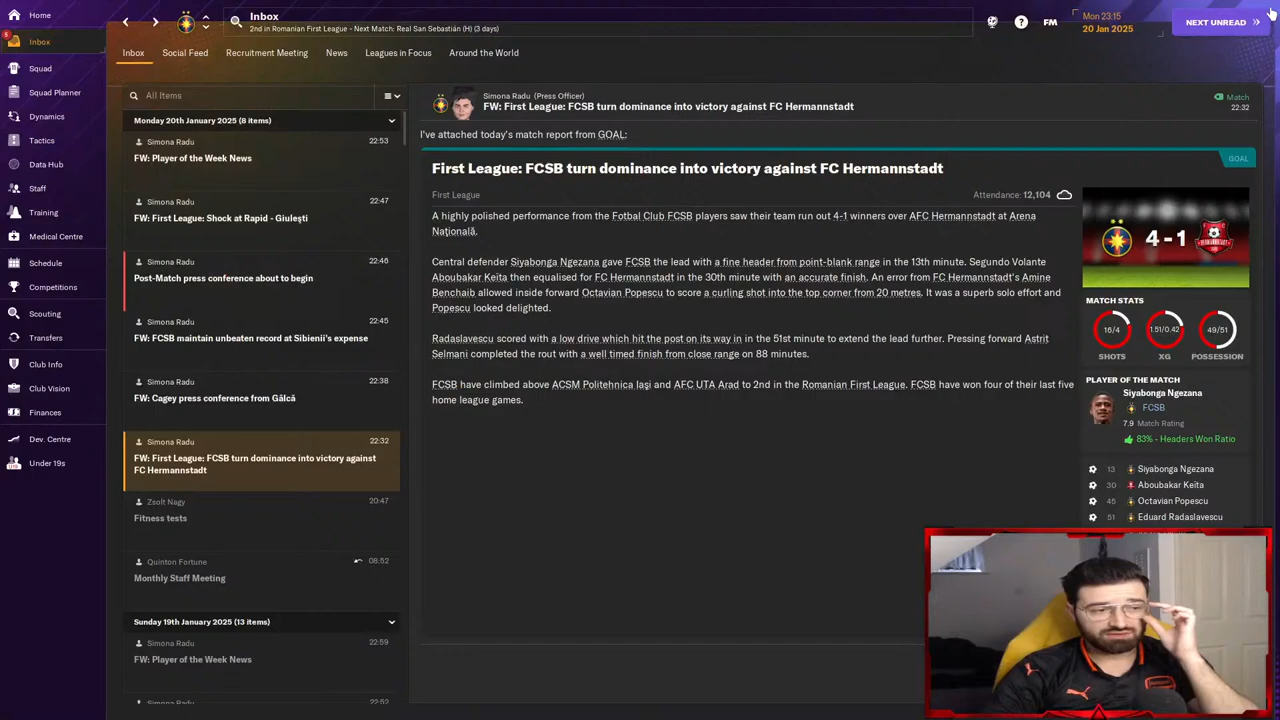 Home
5
Inbox
Squad
Squad Planner
Dynamics
Tactics
Data Hub
Staff
Training
Medical Centre
Schedule
Competitions
Scouting
Transfers
Club Info
Club Vision
Finances
Dev. Centre
Under 19s
Inbox
2nd in Romanian First League - Next Match: Real San Sebastián (H) (3 days)
FM
Mon 23:15
20 Jan 2025
NEXT UNREAD
Inbox Social Feed Recruitment Meeting News Leagues in Focus Around the World
All Items
Monday 20th January 2025 (8 items)
Simona Radu 22:53
FW: Player of the Week News
Simona Radu 22:47
FW: First League: Shock at Rapid - Giulești
Simona Radu 22:46
Post-Match press conference about to begin
Simona Radu 22:45
FW: FCSB maintain unbeaten record at Sibienii's expense
Simona Radu 22:38
FW: Cagey press conference from Gâlcă
Simona Radu 22:32
FW: First League: FCSB turn dominance into victory against
FC Hermannstadt
Zsolt Nagy 20:47
Fitness tests
Quinton Fortune 08:52
Monthly Staff Meeting
Sunday 19th January 2025 (13 items)
Simona Radu 22:59
FW: Player of the Week News
Simona Radu 22:52
Simona Radu (Press Officer)
FW: First League: FCSB turn dominance into victory against FC Hermannstadt
Match
22:32
I've attached today's match report from GOAL:
GOAL
First League: FCSB turn dominance into victory against FC Hermannstadt
First League Attendance: 12,104
A highly polished performance from the Fotbal Club FCSB players saw their team run out 4-1 winners over AFC Hermannstadt at Arena
Națională.
Central defender Siyabonga Ngezana gave FCSB the lead with a fine header from point-blank range in the 13th minute. Segundo Volante
Aboubakar Keïta then equalised for FC Hermannstadt in the 30th minute with an accurate finish. An error from FC Hermannstadt's Amine
Benchaib allowed inside forward Octavian Popescu to score a curling shot into the top corner from 20 metres. It was a superb solo effort and
Popescu looked delighted.
Radaslavescu scored with a low drive which hit the post on its way in in the 51st minute to extend the lead further. Pressing forward Astrit
Selmani completed the rout with a well timed finish from close range on 88 minutes.
FCSB have climbed above ACSM Politehnica Iași and AFC UTA Arad to 2nd in the Romanian First League. FCSB have won four of their last five
home league games.
4-1
MATCH STATS
16/4 1.51/0.42 49/51
SHOTS XG POSSESSION
PLAYER OF THE MATCH
Siyabonga Ngezana
FCSB
7.9 Match Rating
83% - Headers Won Ratio
13 Siyabonga Ngezana
30 Aboubakar Keïta
45 Octavian Popescu
51 Eduard Radaslavescu